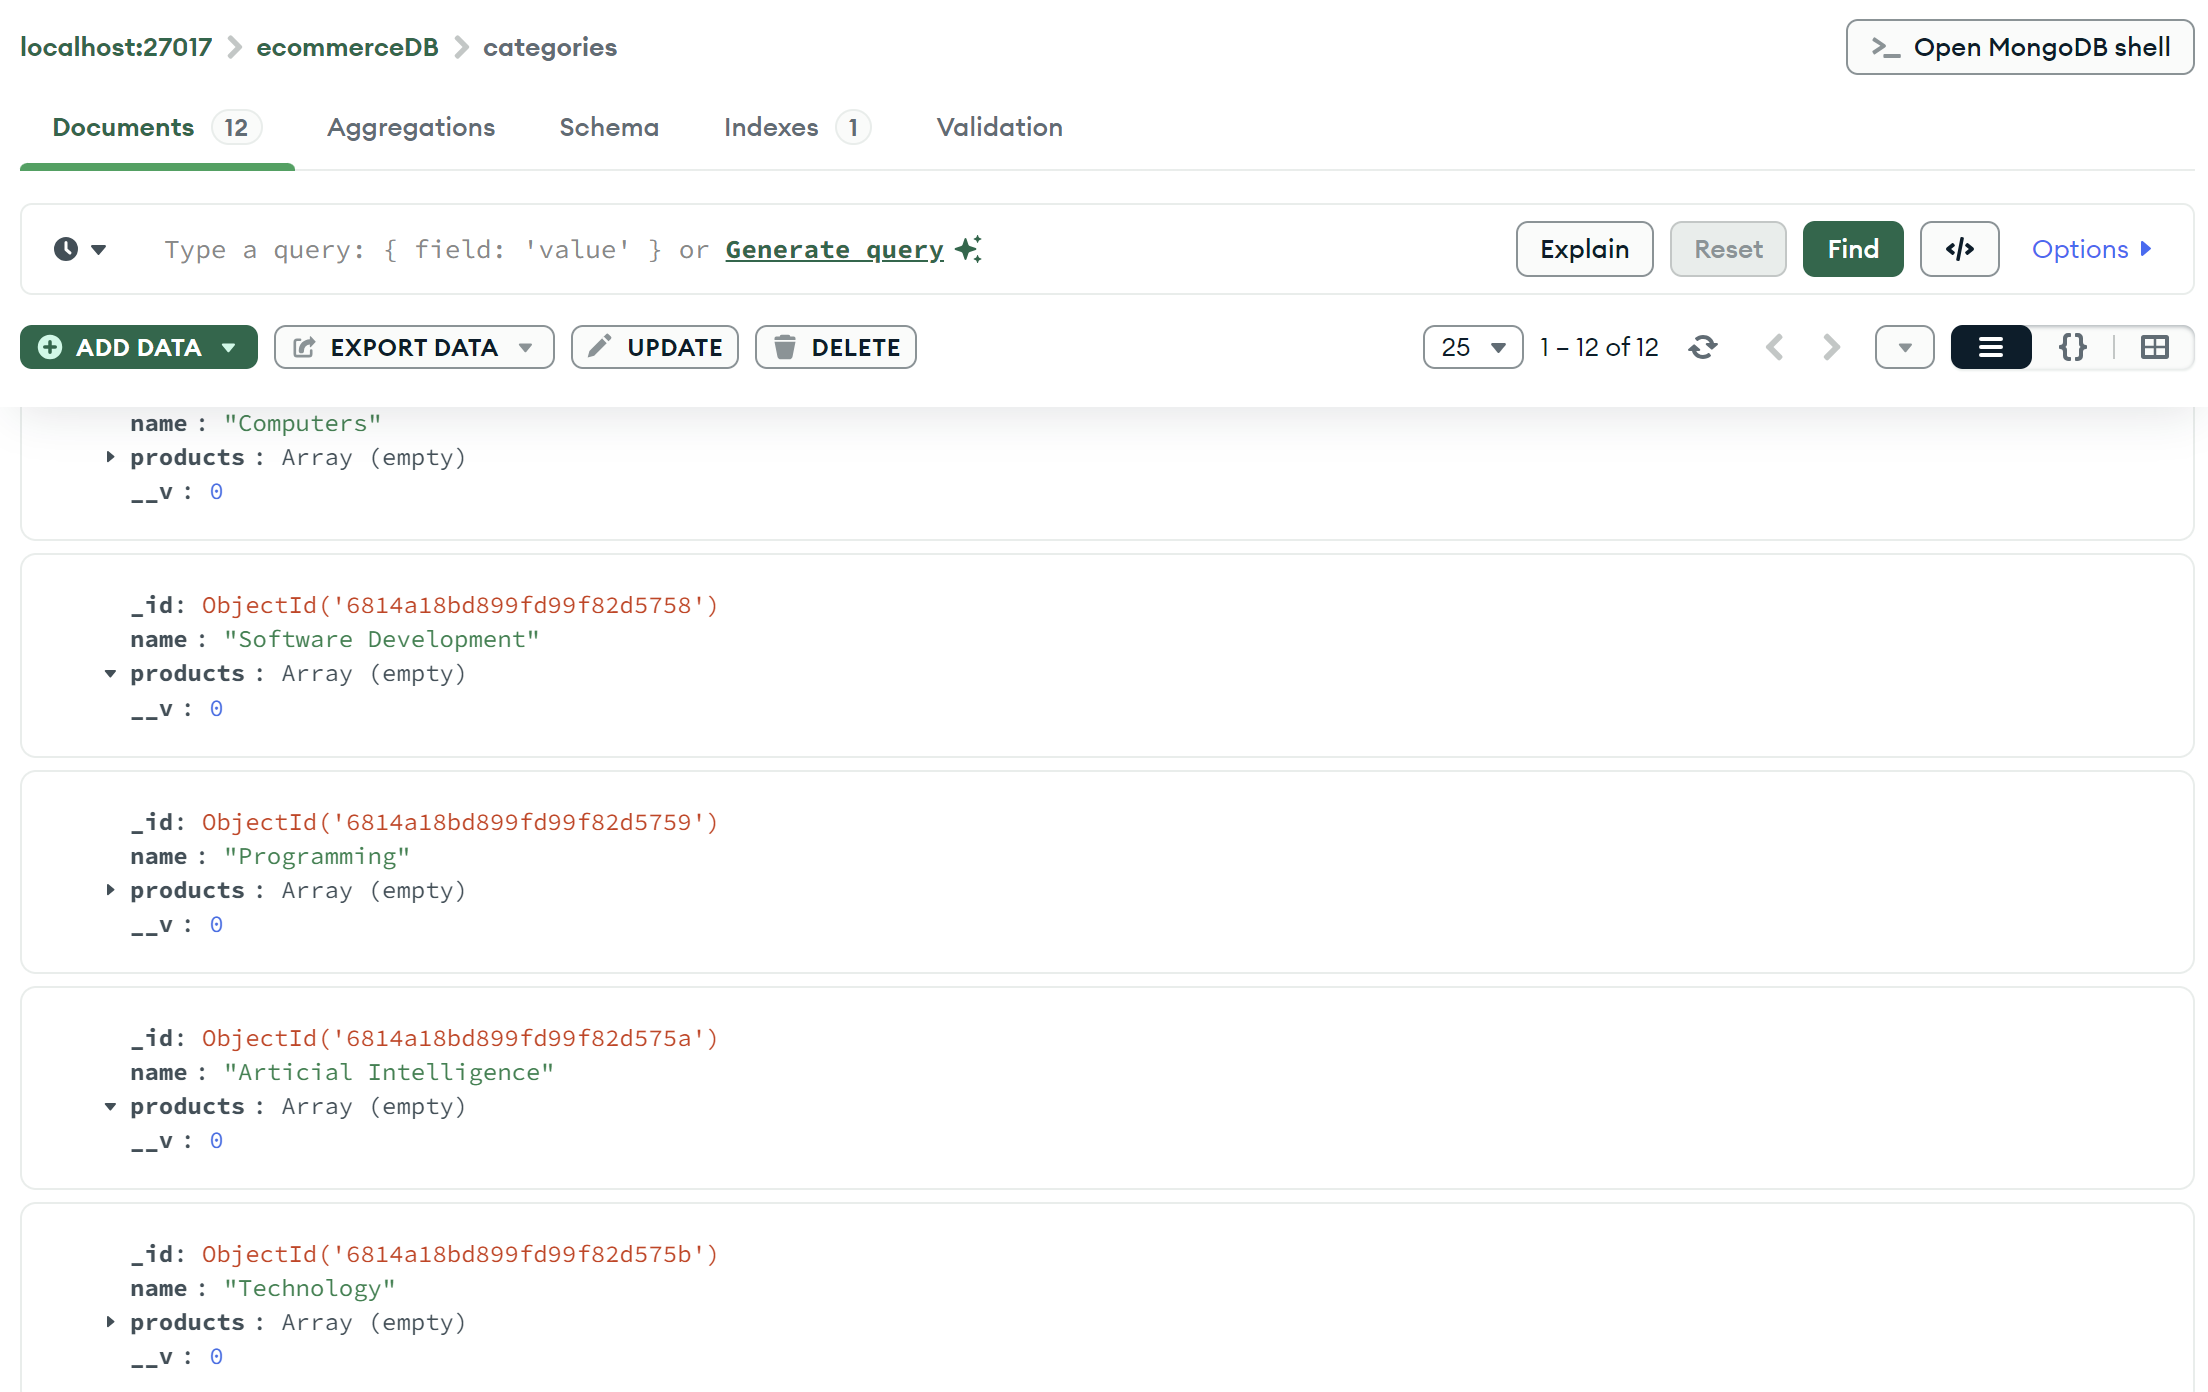 localhost:27017 > ecommerceDB > categories
>_ Open MongoDB shell
Documents 12 Aggregations Schema Indexes 1 Validation
Type a query: { field: 'value' } or Generate query
Explain Reset Find </> Options
ADD DATA EXPORT DATA UPDATE DELETE
25 1 – 12 of 12 {}
name : "Computers"
products : Array (empty)
__v : 0
_id: ObjectId('6814a18bd899fd99f82d5758')
name : "Software Development"
products : Array (empty)
__v : 0
_id: ObjectId('6814a18bd899fd99f82d5759')
name : "Programming"
products : Array (empty)
__v : 0
_id: ObjectId('6814a18bd899fd99f82d575a')
name : "Articial Intelligence"
products : Array (empty)
__v : 0
_id: ObjectId('6814a18bd899fd99f82d575b')
name : "Technology"
products : Array (empty)
__v : 0